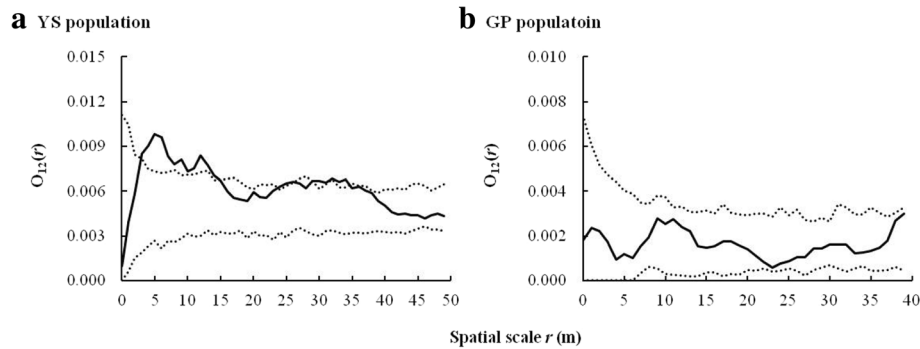 a YS population
b GP populatoin
O12(r)
0.015
0.012
0.009
0.006
0.003
0.000
0 5 10 15 20 25 30 35 40 45 50
O12(r)
0.010
0.008
0.006
0.004
0.002
0.000
0 5 10 15 20 25 30 35 40
Spatial scale r (m)